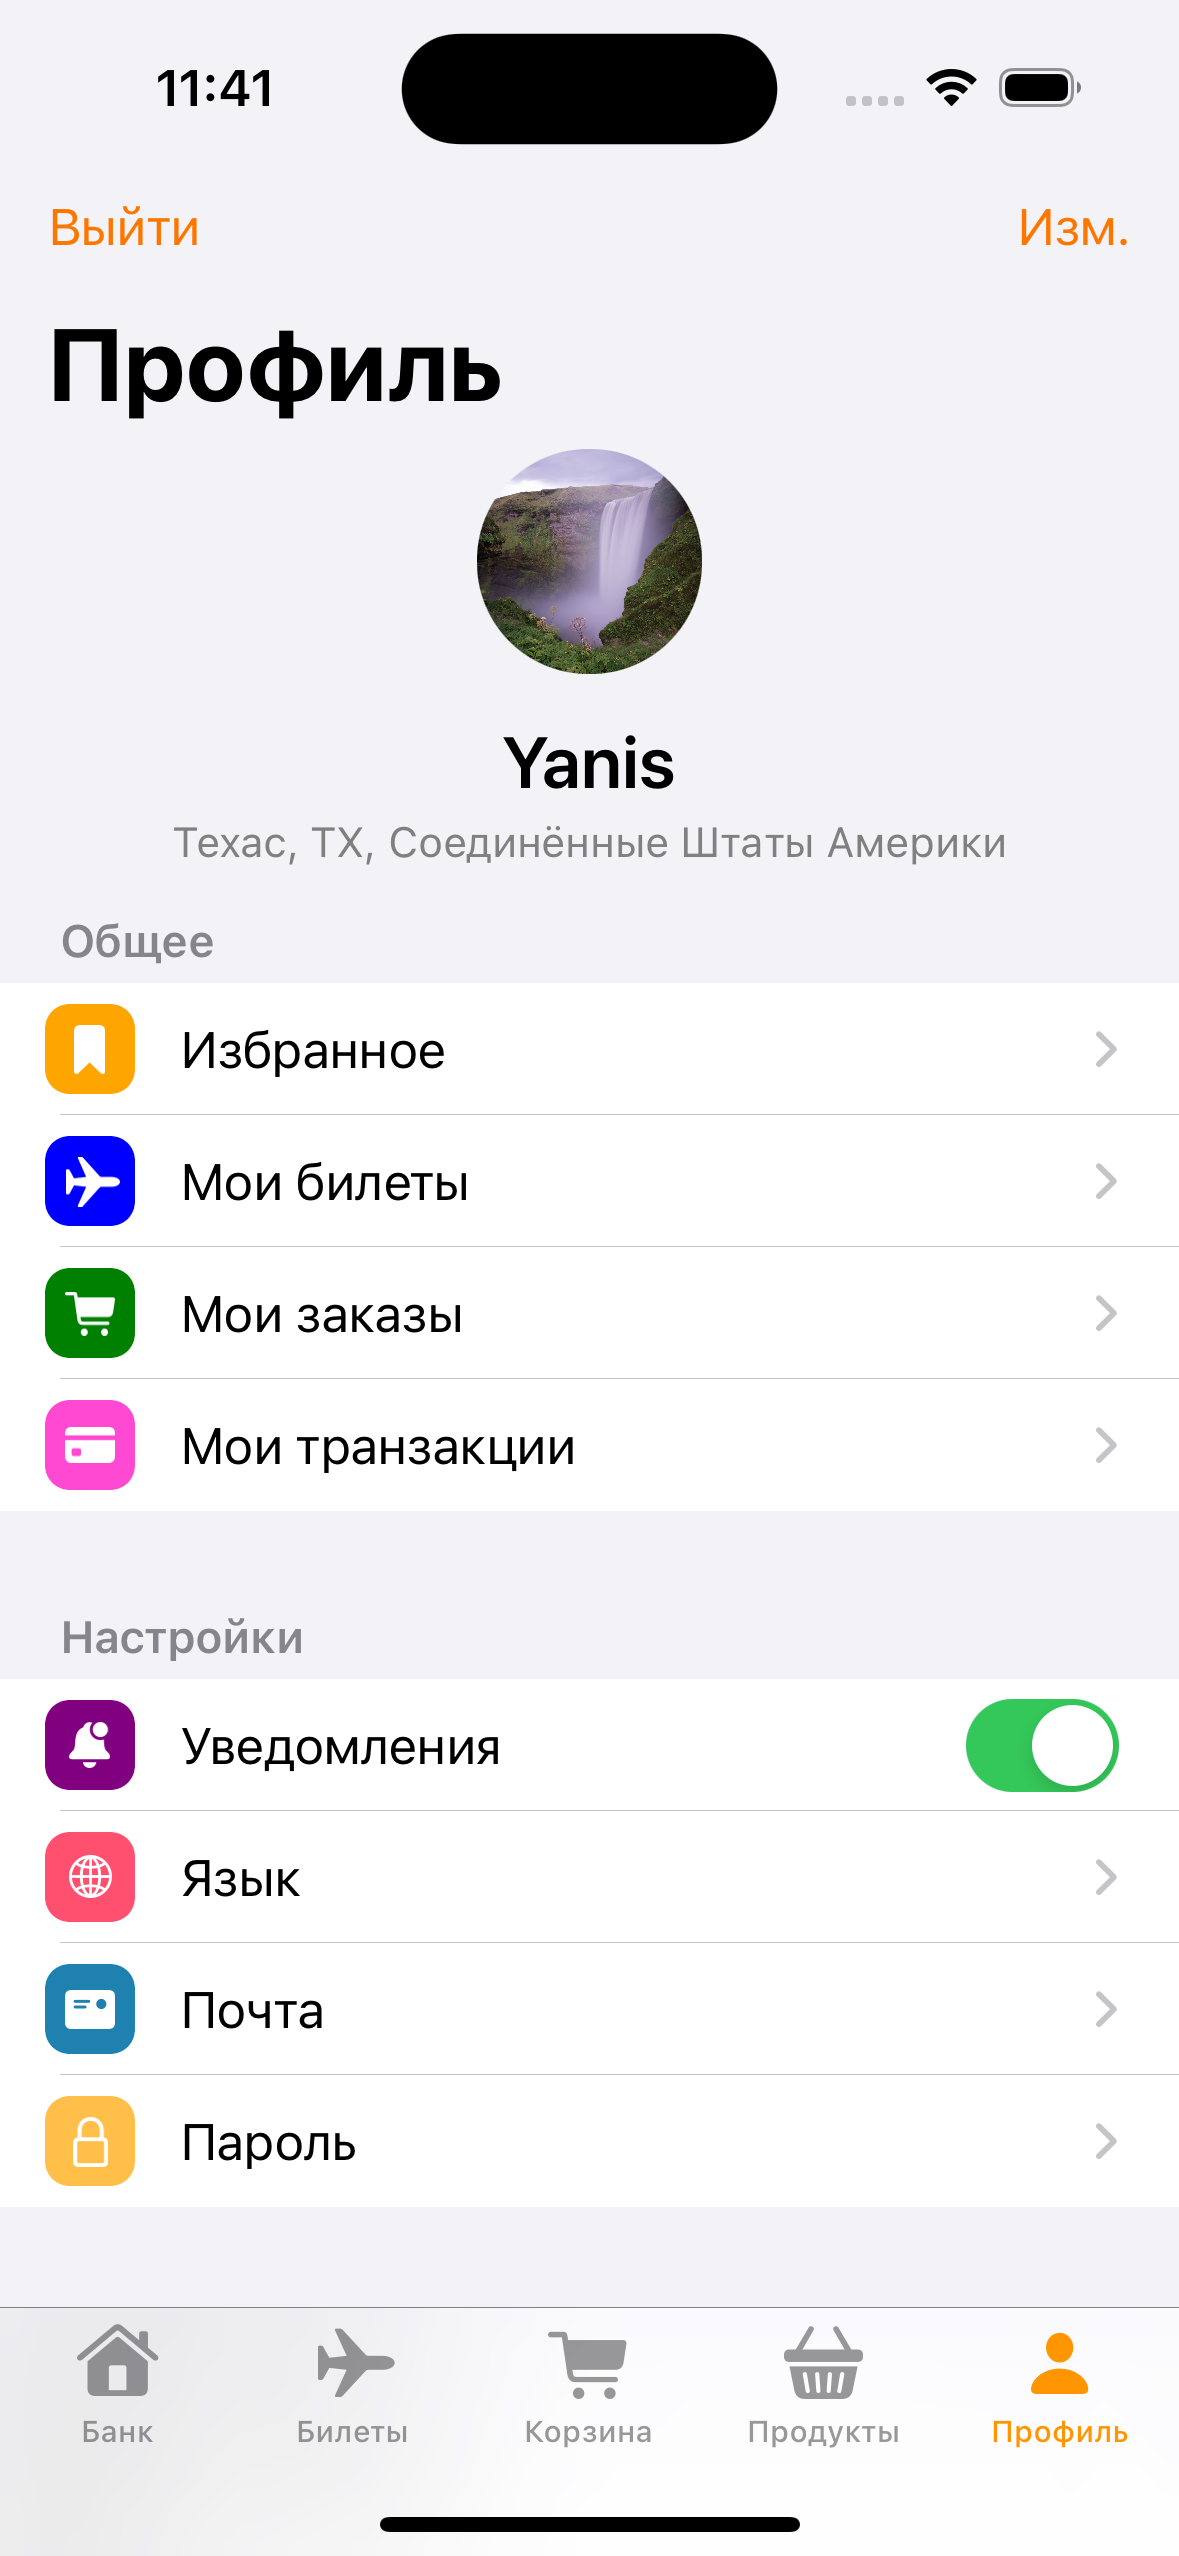 11:41
Выйти
Изм.
Профиль
Yanis
Техас, TX, Соединённые Штаты Америки
Общее
Избранное
Мои билеты
Мои заказы
Мои транзакции
Настройки
Уведомления
Язык
Почта
Пароль
Банк
Билеты
Корзина
Продукты
Профиль